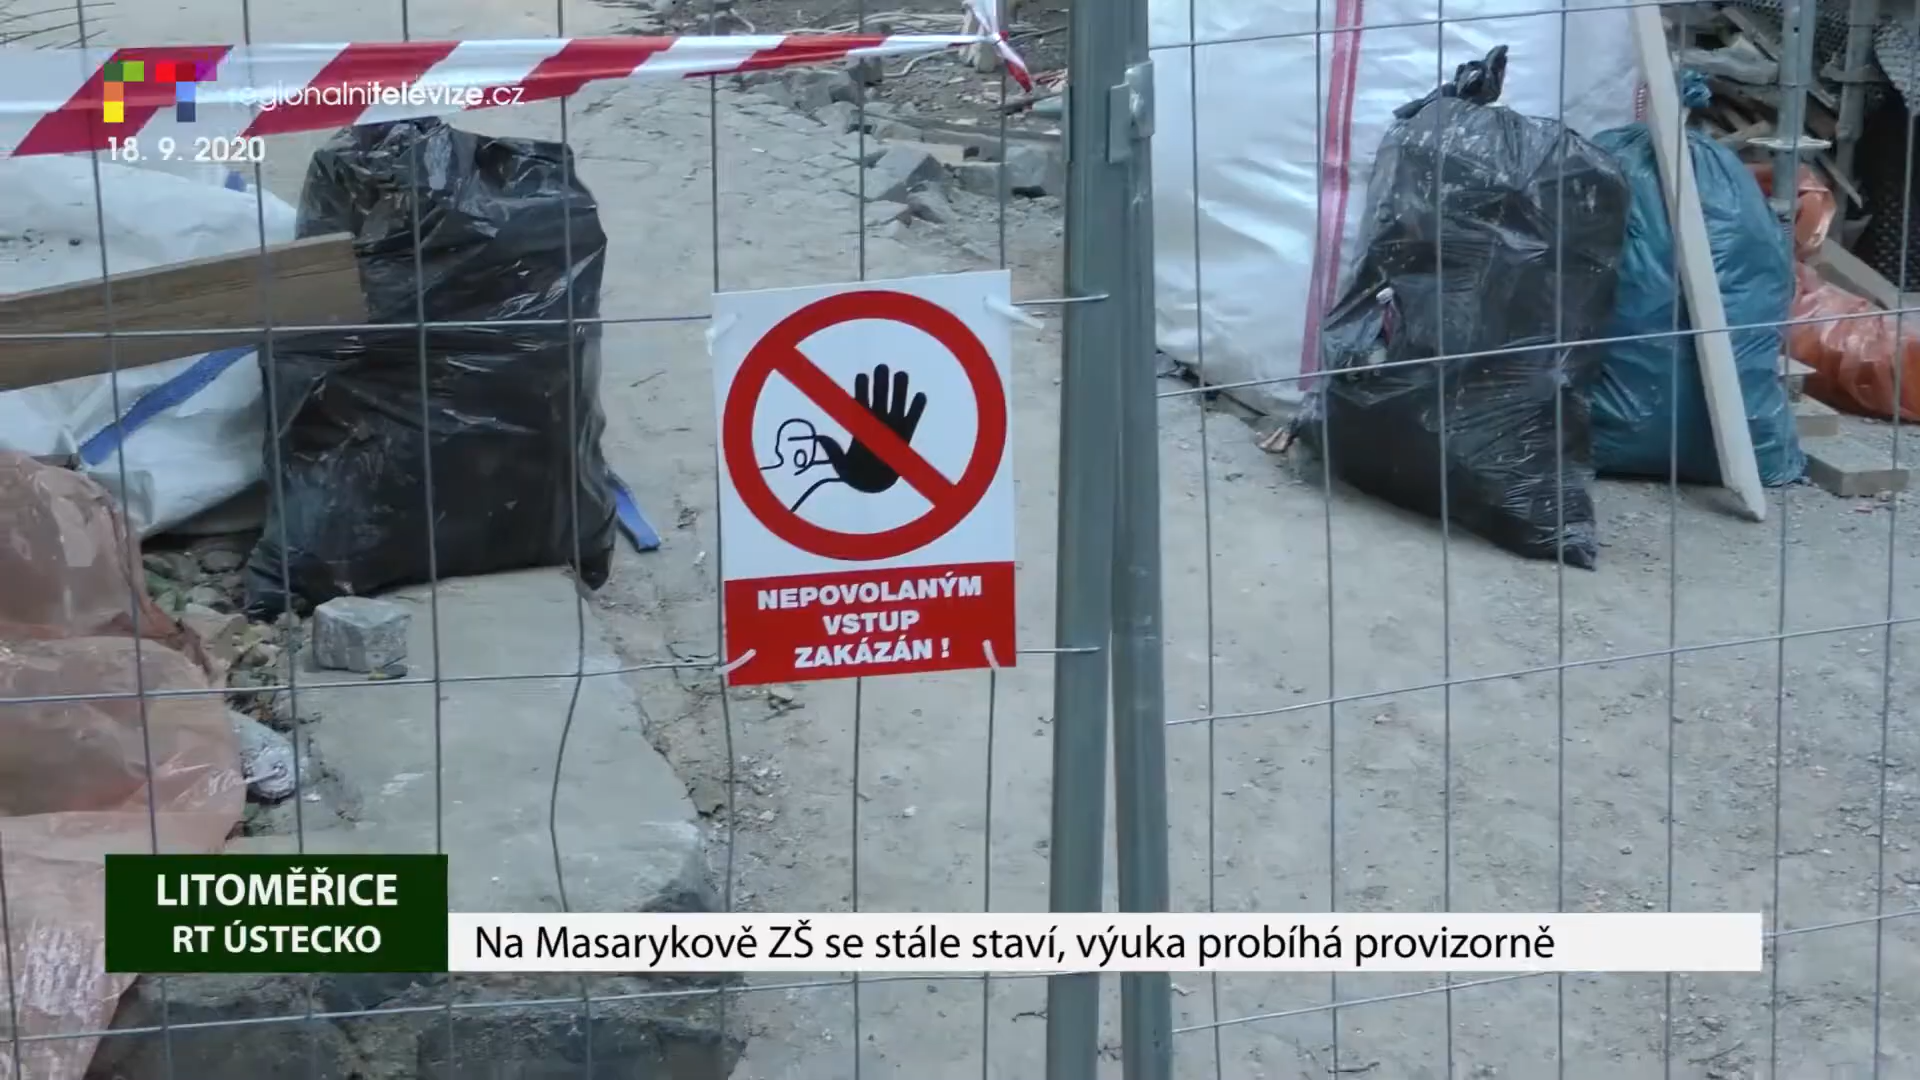 regionalnitelevize.cz
18. 9. 2020
NEPOVOLANÝM
VSTUP
ZAKÁZÁN !
LITOMĚŘICE
RT ÚSTECKO
Na Masarykově ZŠ se stále staví, výuka probíhá provizorně